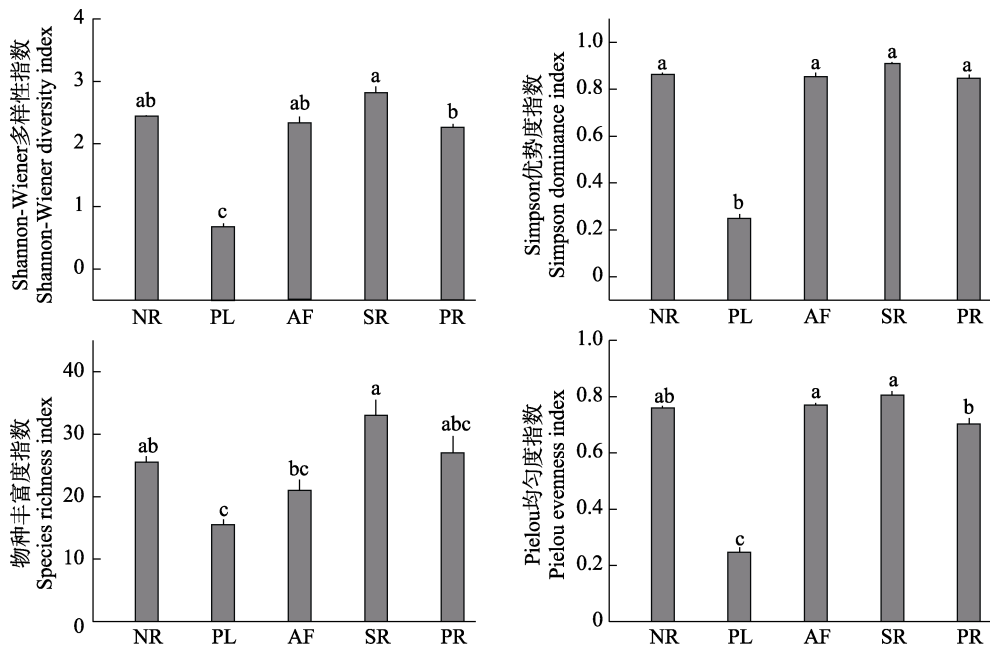 Shannon-Wiener多样性指数
Shannon-Wiener diversity index
4
3
2
1
0
ab
c
ab
a
b
NR PL AF SR PR
Simpson优势度指数
Simpson dominance index
1.0
0.8
0.6
0.4
0.2
0
a
b
a
a
a
NR PL AF SR PR
物种丰富度指数
Species richness index
40
30
20
10
0
ab
c
bc
a
abc
NR PL AF SR PR
Pielou均匀度指数
Pielou evenness index
1.0
0.8
0.6
0.4
0.2
0
ab
c
a
a
b
NR PL AF SR PR